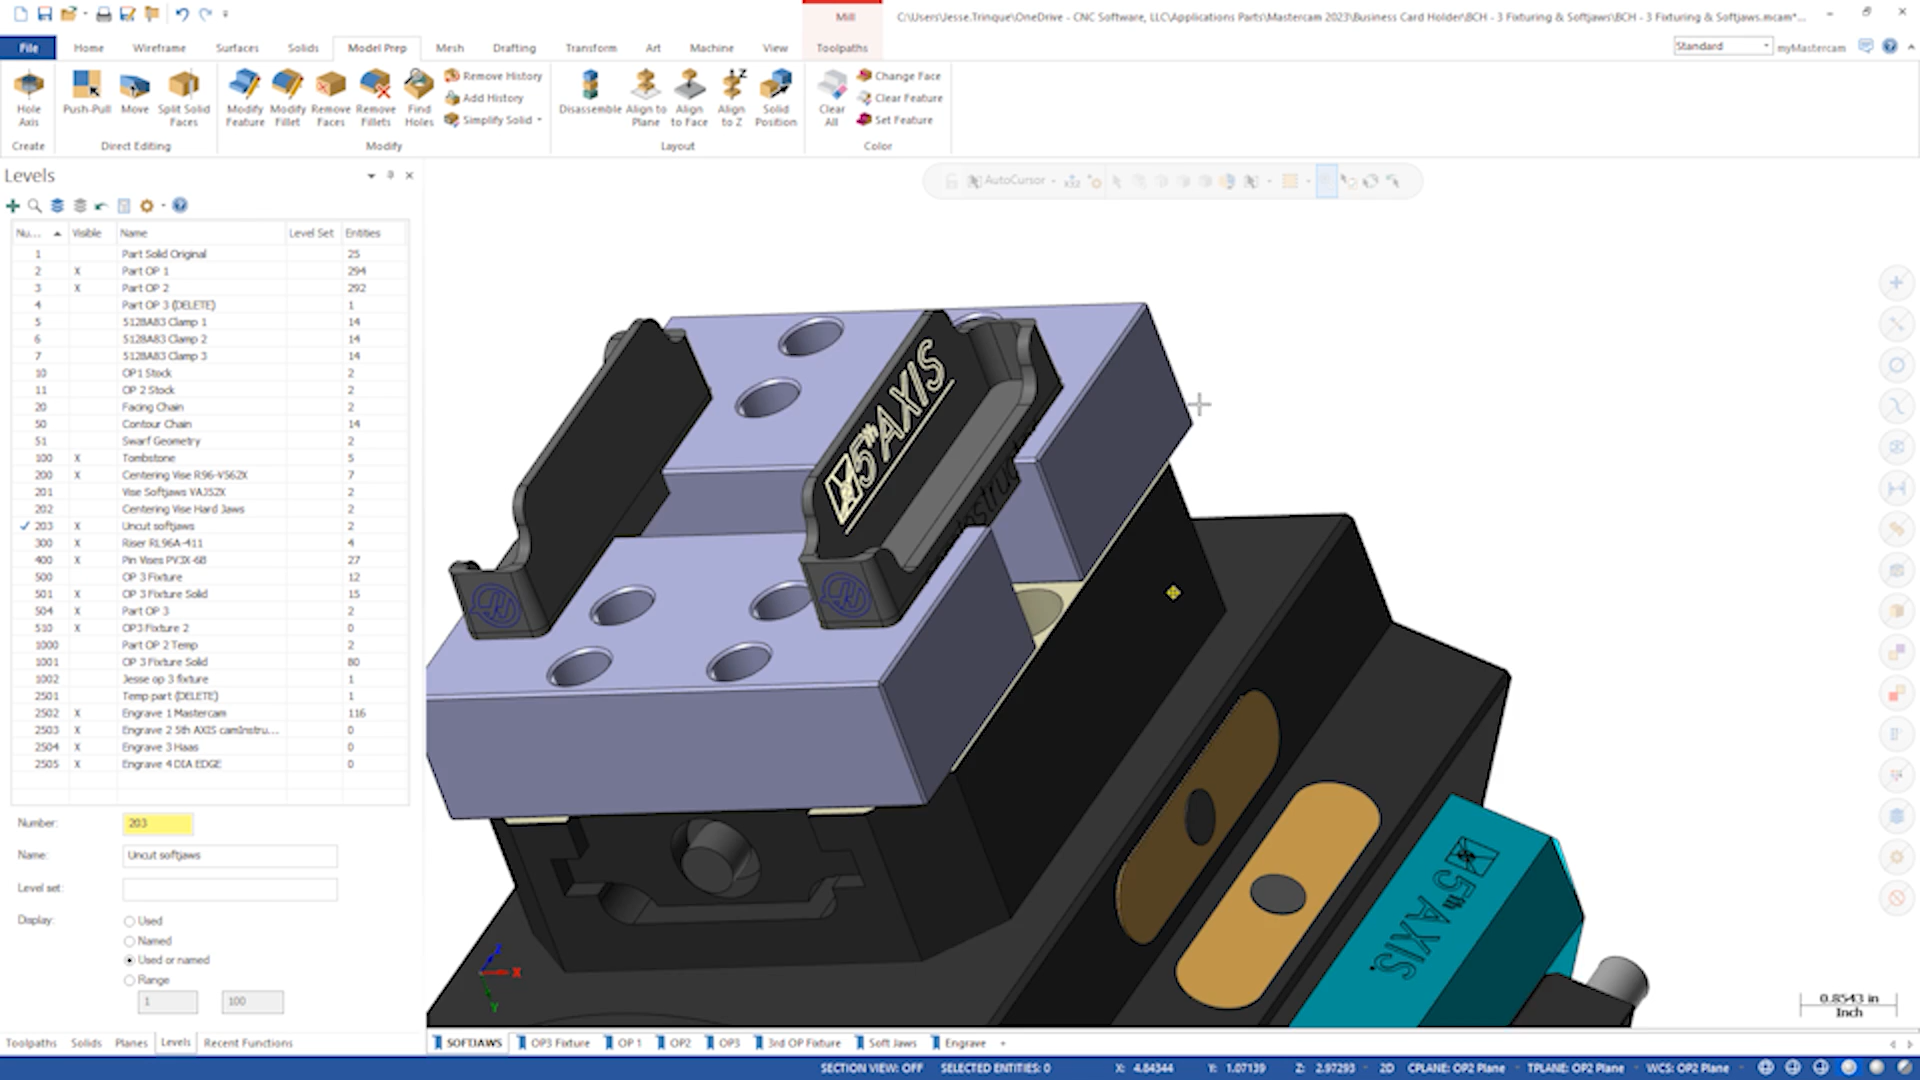 Mill
C:\Users\Jesse.Trinque\OneDrive - CNC Software, LLC\Applications Parts\Mastercam 2023\Business Card Holder\BCH - 3 Fixturing & Softjaws\BCH - 3 Fixturing & Softjaws.mcam*...
File Home Wireframe Surfaces Solids Model Prep Mesh Drafting Transform Art Machine View Toolpaths
Standard
myMastercam
Hole Axis
Push-Pull
Move
Split Solid Faces
Modify Feature
Modify Fillet
Remove Faces
Remove Fillets
Find Holes
Remove History
Add History
Simplify Solid
Disassemble
Align to Plane
Align to Face
Align to Z
Solid Position
Clear All
Change Face
Clear Feature
Set Feature
Create Direct Editing Modify Layout Color
Levels
AutoCursor
Nu... Visible Name Level Set Entities
1 Part Solid Original 25
2 X Part OP 1 294
3 X Part OP 2 292
4 Part OP 3 (DELETE) 1
5 5128A83 Clamp 1 14
6 5128A83 Clamp 2 14
7 5128A83 Clamp 3 14
10 OP1 Stock 2
11 OP 2 Stock 2
20 Facing Chain 2
50 Contour Chain 14
51 Swarf Geometry 2
100 X Tombstone 5
200 X Centering Vise R96-V562X 7
201 Vise Softjaws VAJ52X 2
202 Centering Vise Hard Jaws 2
203 X Uncut softjaws 2
300 X Riser RL96A-411 4
400 X Pin Vises PV3X-6B 27
500 OP 3 Fixture 12
501 X OP 3 Fixture Solid 15
504 X Part OP 3 2
510 X OP3 Fixture 2 0
1000 Part OP 2 Temp 2
1001 OP 3 Fixture Solid 80
1002 Jesse op 3 fixture 1
2501 Temp part (DELETE) 1
2502 X Engrave 1 Mastercam 116
2503 X Engrave 2 5th AXIS camInstru... 0
2504 X Engrave 3 Haas 0
2505 X Engrave 4 DIA EDGE 0
Number: 203
Name: Uncut softjaws
Level set:
Display:
Used
Named
Used or named
Range
1 100
5th AXIS
5th AXIS
X
Y
0.8543 in
Inch
Toolpaths Solids Planes Levels Recent Functions
SOFTJAWS OP3 Fixture OP 1 OP2 OP3 3rd OP Fixture Soft Jaws Engrave
SECTION VIEW: OFF SELECTED ENTITIES: 0 X: 4.84344 Y: 1.07139 Z: 2.97293 2D CPLANE: OP2 Plane TPLANE: OP2 Plane WCS: OP2 Plane